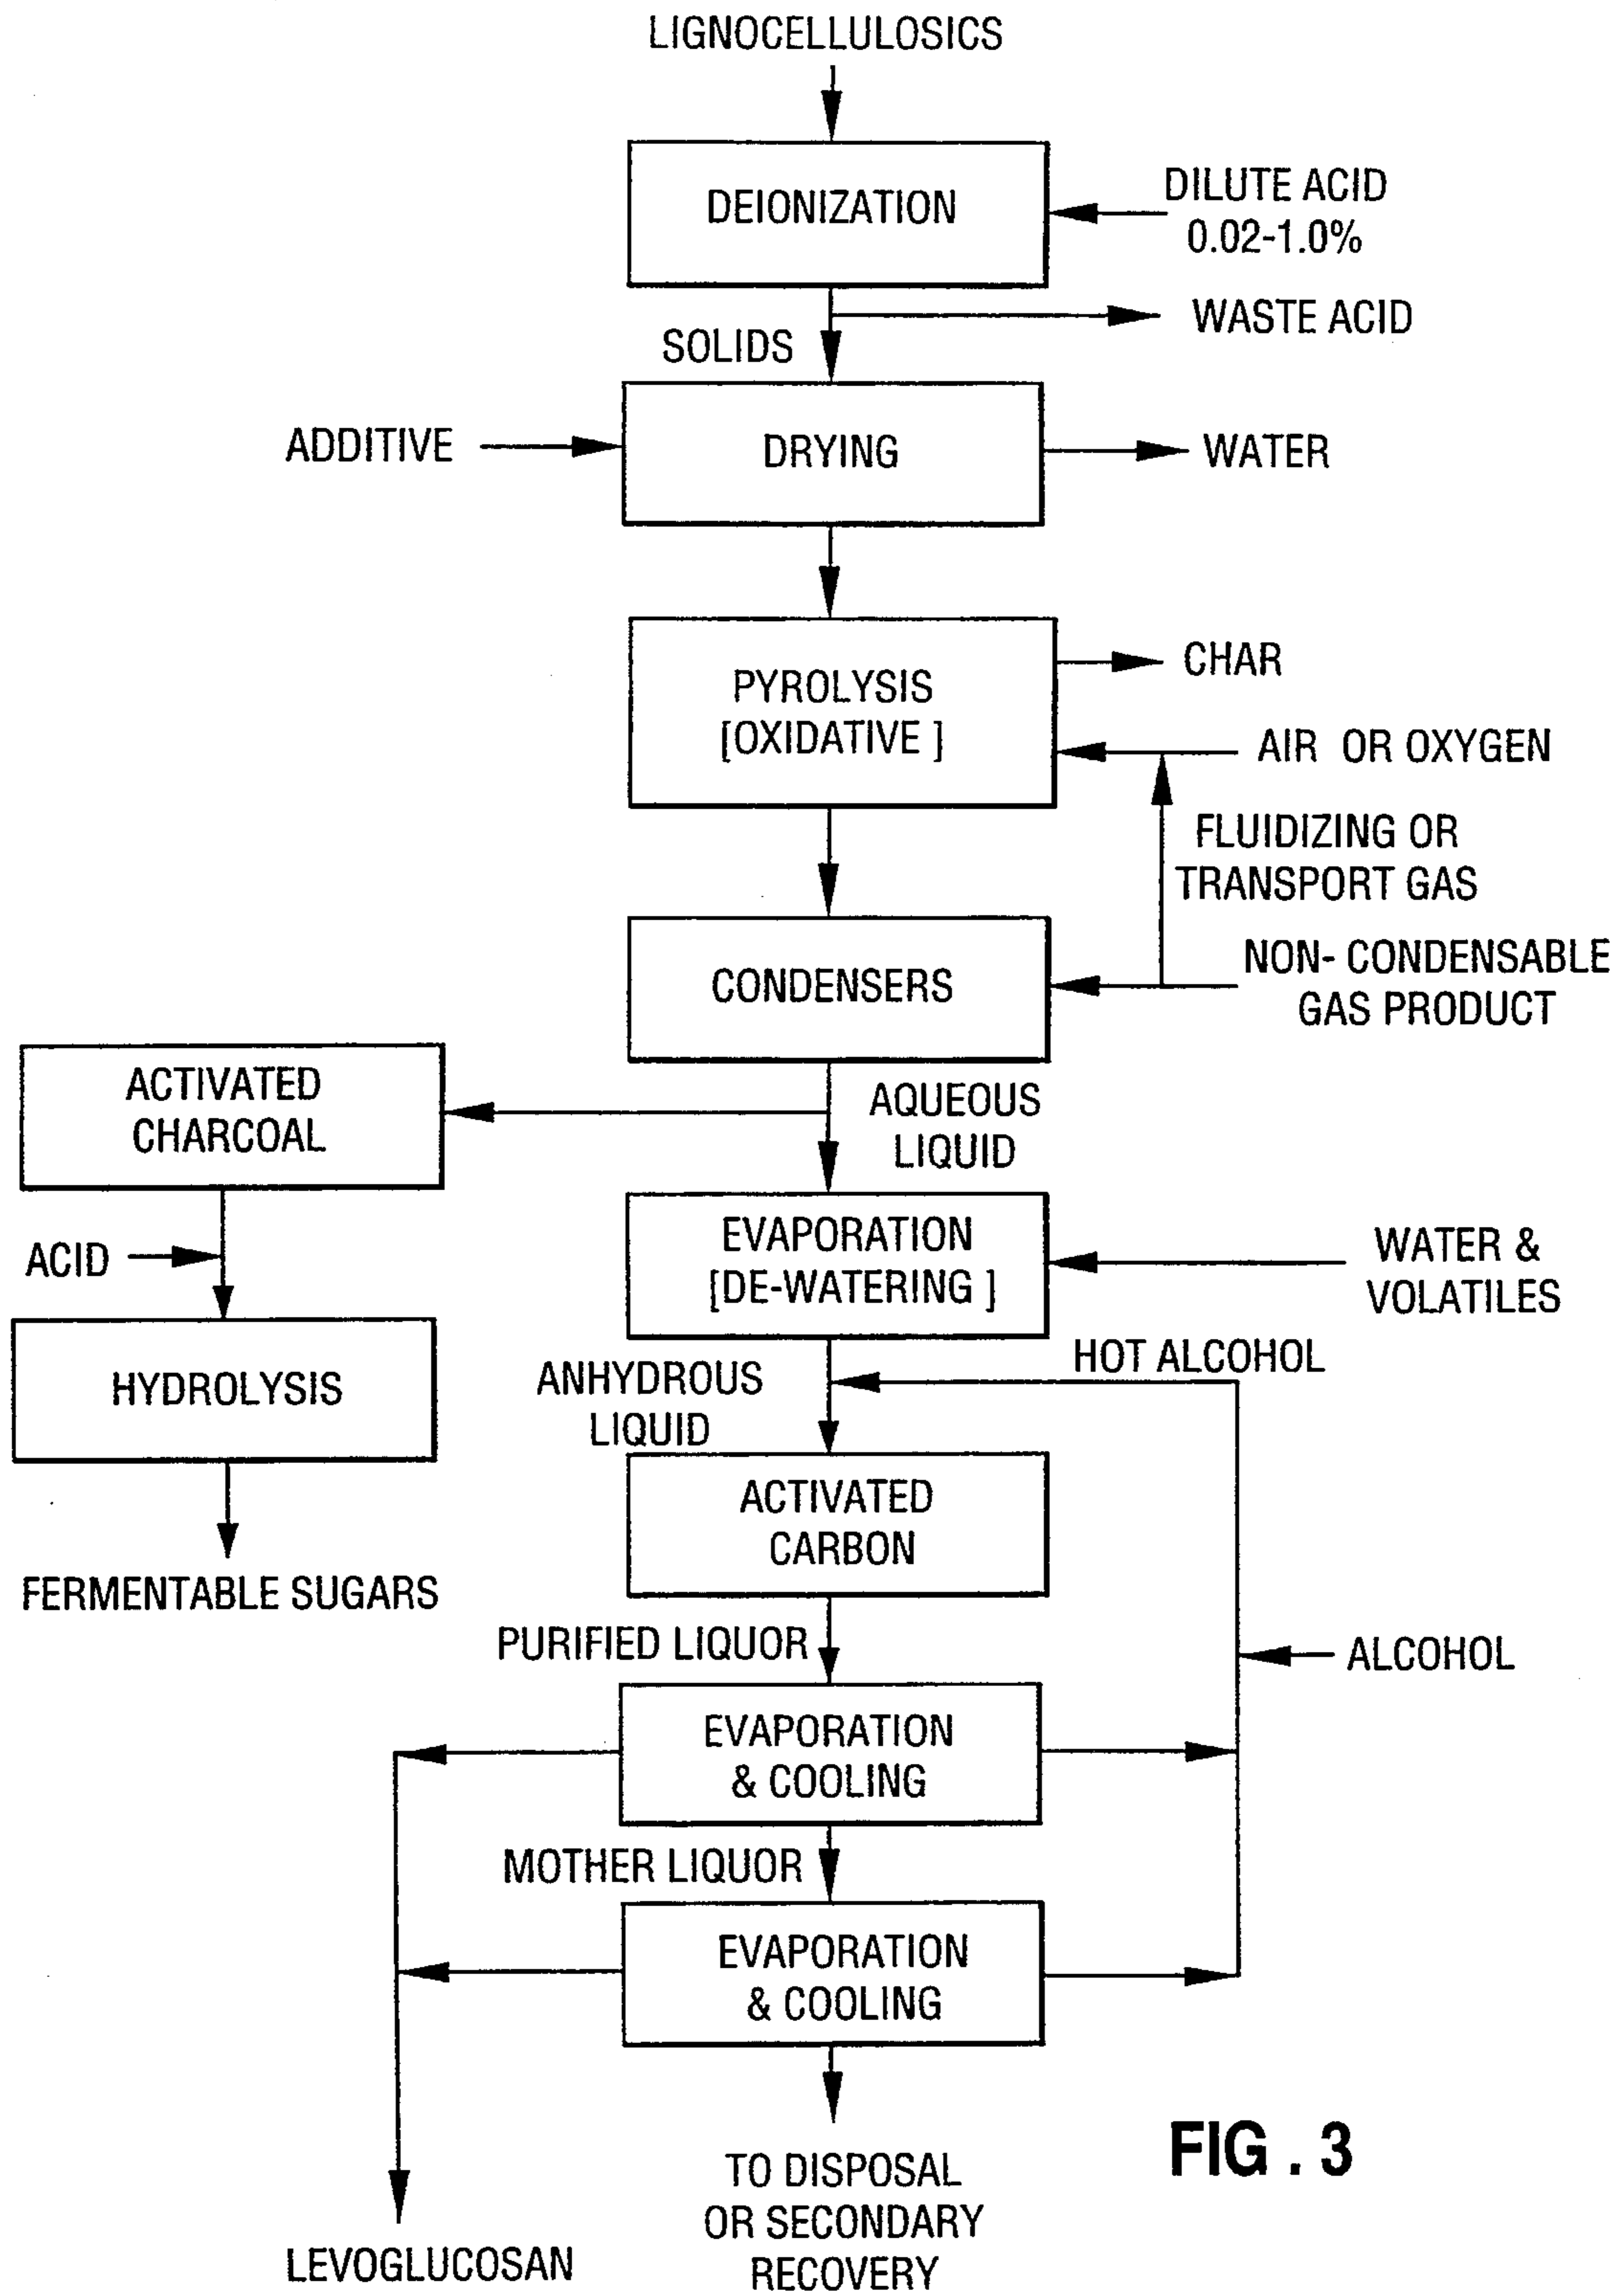 LIGNOCELLULOSICS
DEIONIZATION
DILUTE ACID
0.02-1.0%
WASTE ACID
SOLIDS
ADDITIVE
DRYING
WATER
PYROLYSIS
[OXIDATIVE ]
CHAR
AIR OR OXYGEN
FLUIDIZING OR
TRANSPORT GAS
CONDENSERS
NON- CONDENSABLE
GAS PRODUCT
ACTIVATED
CHARCOAL
AQUEOUS
LIQUID
ACID
EVAPORATION
[DE-WATERING ]
WATER &
VOLATILES
HYDROLYSIS
ANHYDROUS
LIQUID
HOT ALCOHOL
ACTIVATED
CARBON
FERMENTABLE SUGARS
PURIFIED LIQUOR
ALCOHOL
EVAPORATION
& COOLING
MOTHER LIQUOR
EVAPORATION
& COOLING
LEVOGLUCOSAN
TO DISPOSAL
OR SECONDARY
RECOVERY
FIG . 3